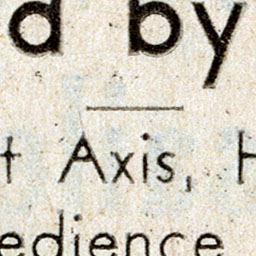 d by
t Axis, H
edience